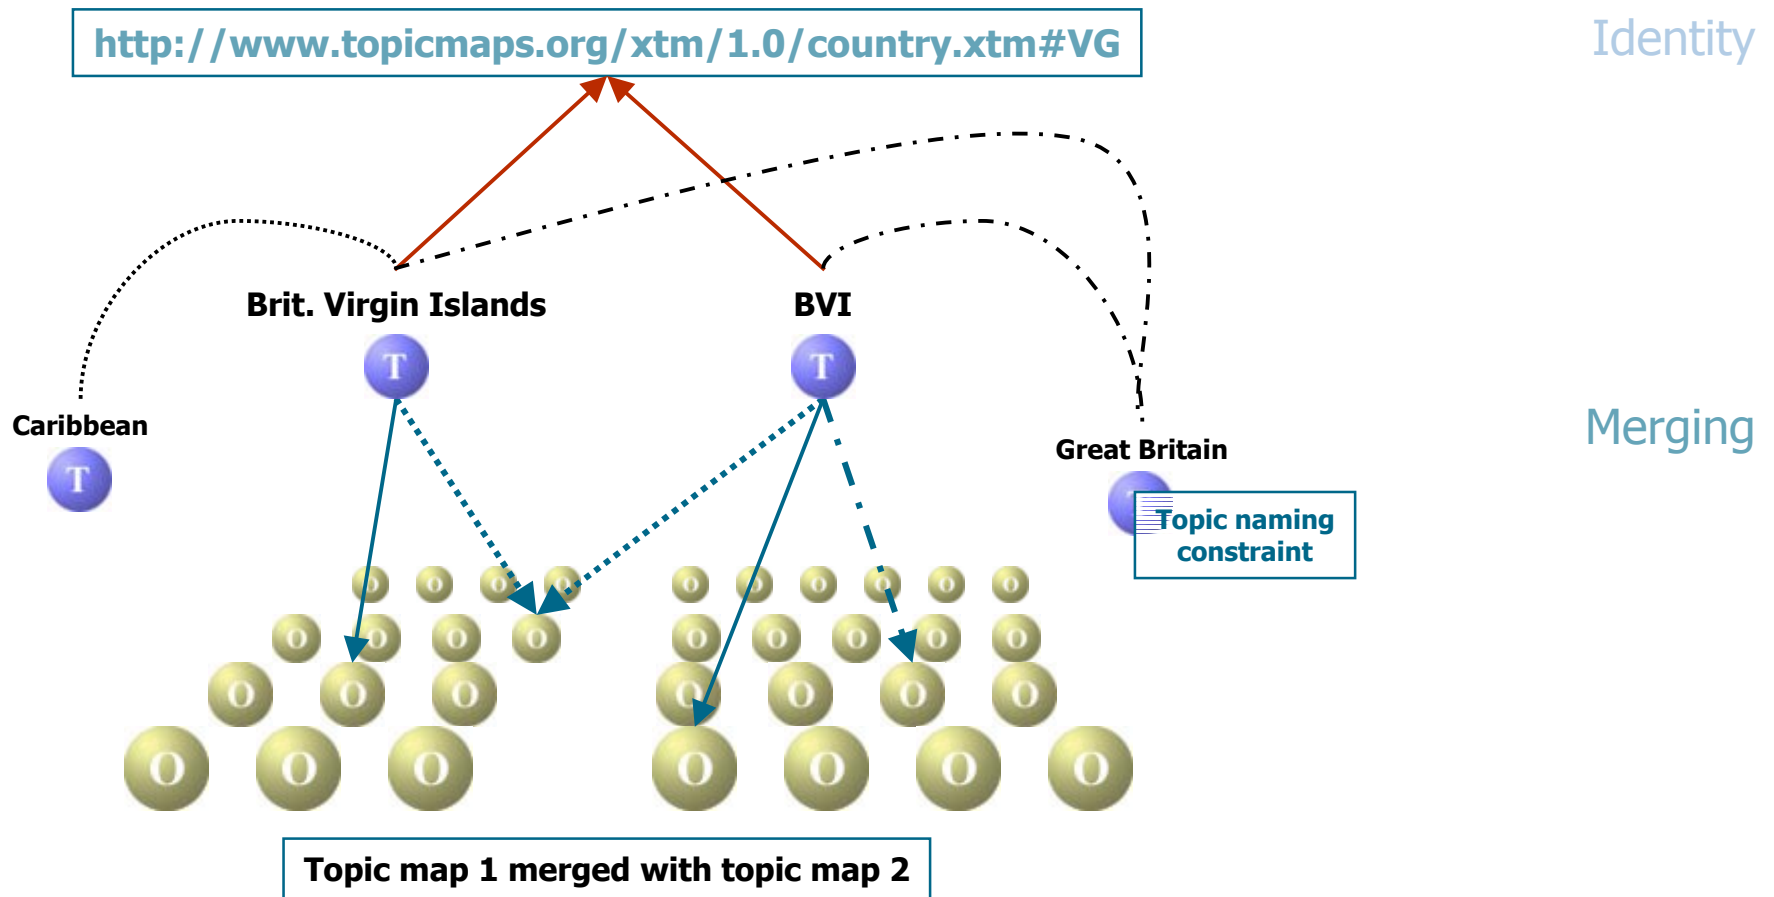 http://www.topicmaps.org/xtm/1.0/country.xtm#VG
Identity
Brit. Virgin Islands
BVI
T
T
Caribbean
T
Merging
Great Britain
Topic naming
constraint
O O O O O O O O O O
O O O O O O O O O
O O O O O O O
O O O O O O O
Topic map 1 merged with topic map 2